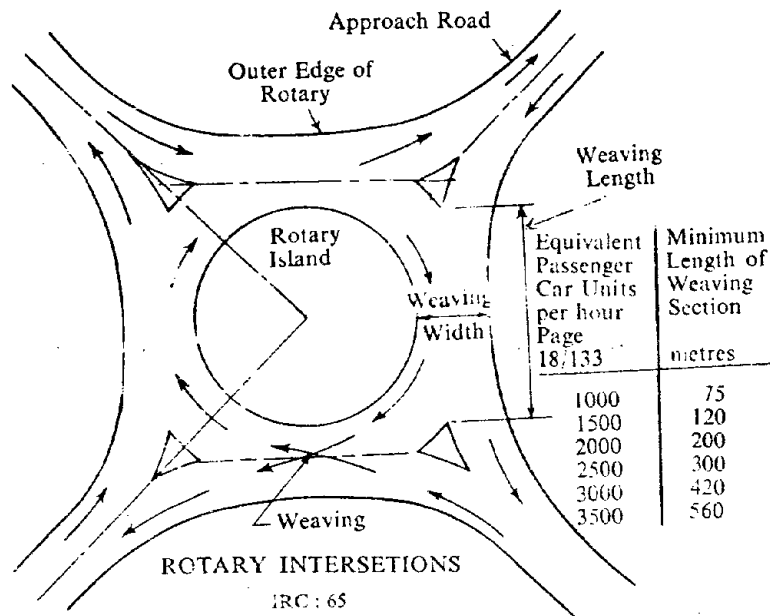 Approach Road
Outer Edge of
Rotary
Weaving
Length
Rotary
Island
Weaving
Width
Equivalent
Passenger
Car Units
per hour
Page
18/133
Minimum
Length of
Weaving
Section
metres
1000 75
1500 120
2000 200
2500 300
3000 420
3500 560
Weaving
ROTARY INTERSETIONS
IRC : 65